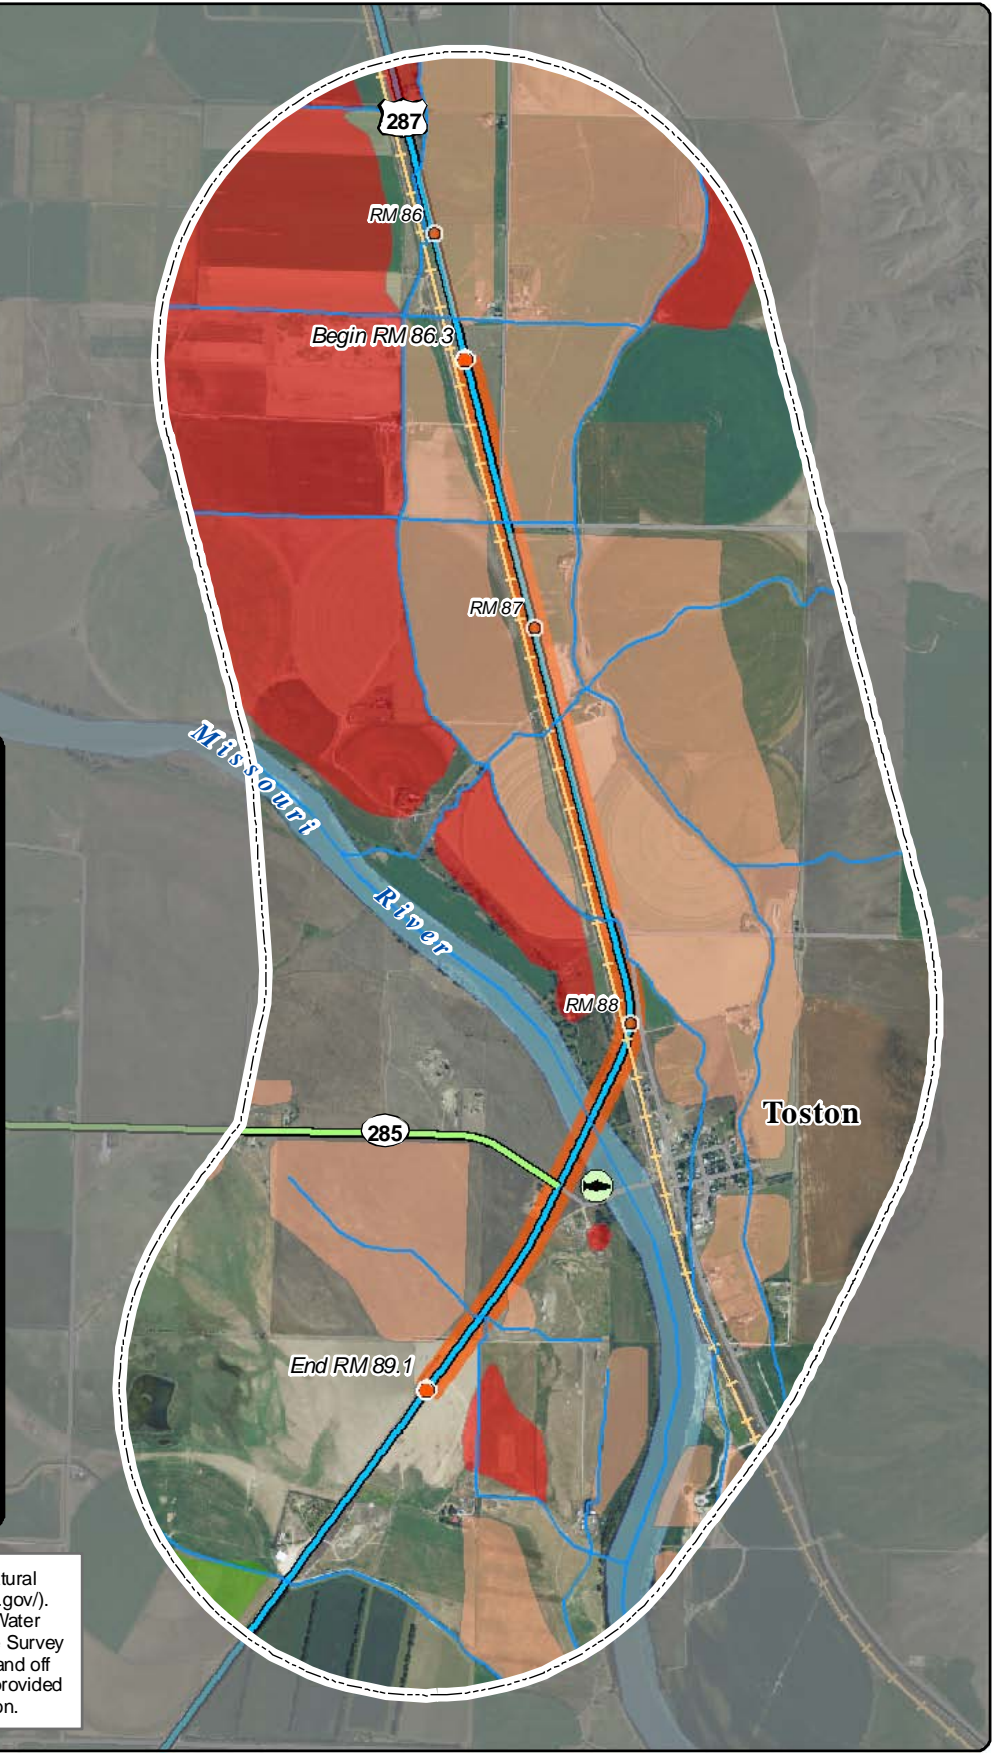 287
RM 86
Begin RM 86.3
RM 87
Missouri
River
RM 88
Toston
285
End RM 89.1
tural
.gov/).
Water
Survey
and off
provided
on.